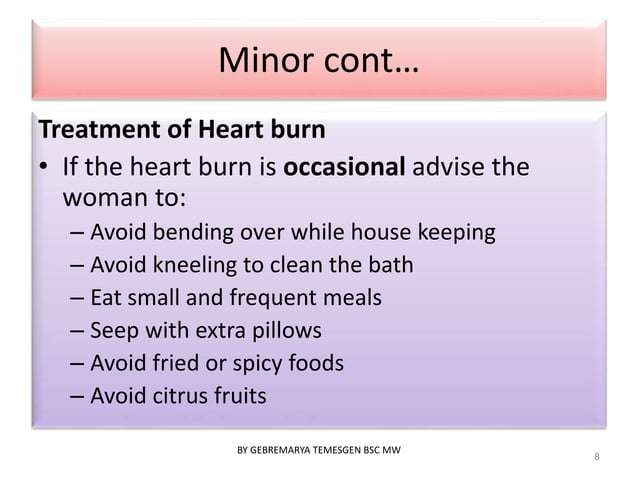 Minor cont…
Treatment of Heart burn
• If the heart burn is occasional advise the
woman to:
– Avoid bending over while house keeping
– Avoid kneeling to clean the bath
– Eat small and frequent meals
– Seep with extra pillows
– Avoid fried or spicy foods
– Avoid citrus fruits
BY GEBREMARYA TEMESGEN BSC MW
8